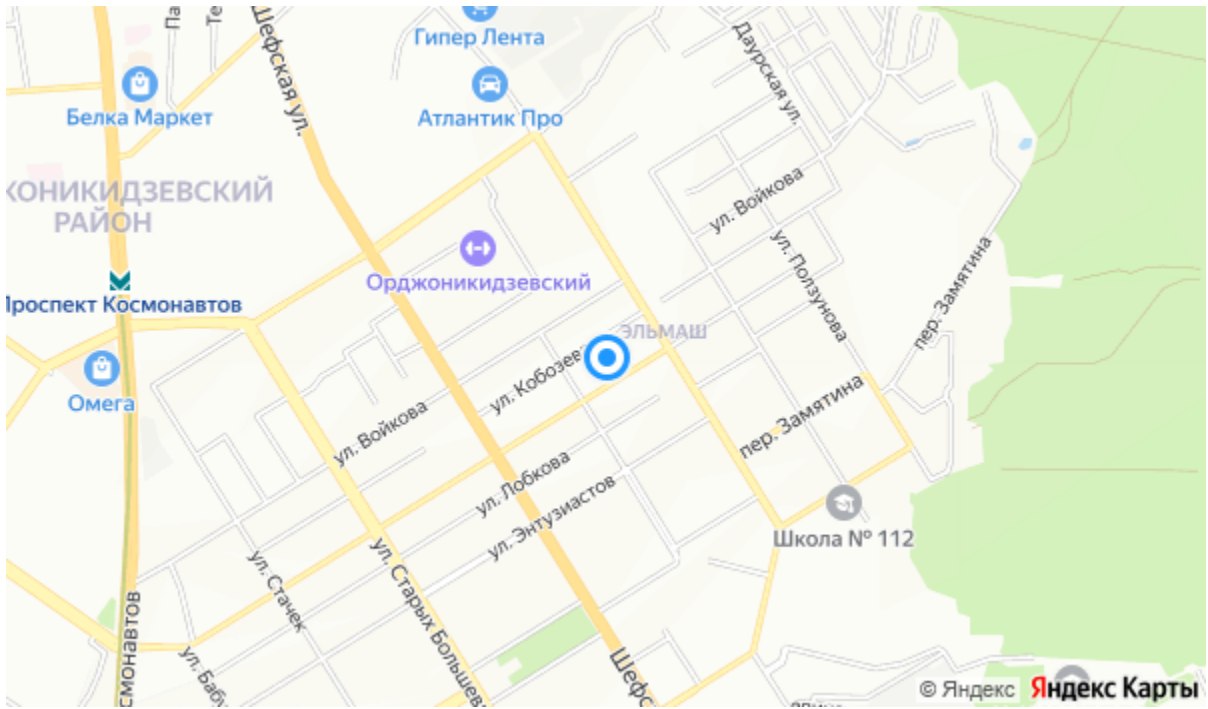 Гипер Лента
Шефская ул.
Даурская ул.
Белка Маркет
Атлантик Про
ул. Войкова
ЖОНИКИДЗЕВСКИЙ
РАЙОН
Орджоникидзевский
ул. Ползунова
пер. Замятина
Проспект Космонавтов
ЭЛЬМАШ
ул. Кобозева
Омега
ул. Войкова
пер. Замятина
ул. Лобкова
ул. Энтузиастов
Школа № 112
ул. Стачек
ул. Старых Большеви
смонавтов
ул. Бабу
Шефс
© Яндекс Яндекс Карты